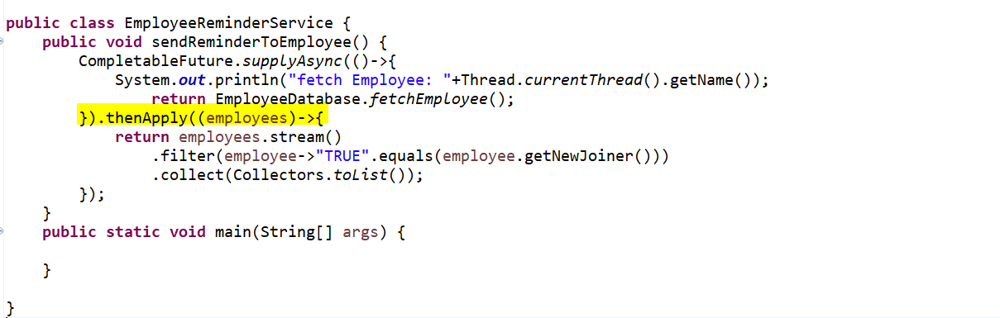 public class EmployeeReminderService {
    public void sendReminderToEmployee() {
        CompletableFuture.supplyAsync(()->{
            System.out.println("fetch Employee: "+Thread.currentThread().getName());
                return EmployeeDatabase.fetchEmployee();
        }).thenApply((employees)->{
            return employees.stream()
                .filter(employee->"TRUE".equals(employee.getNewJoiner()))
                .collect(Collectors.toList());
        });
    }
    public static void main(String[] args) {
    }
}